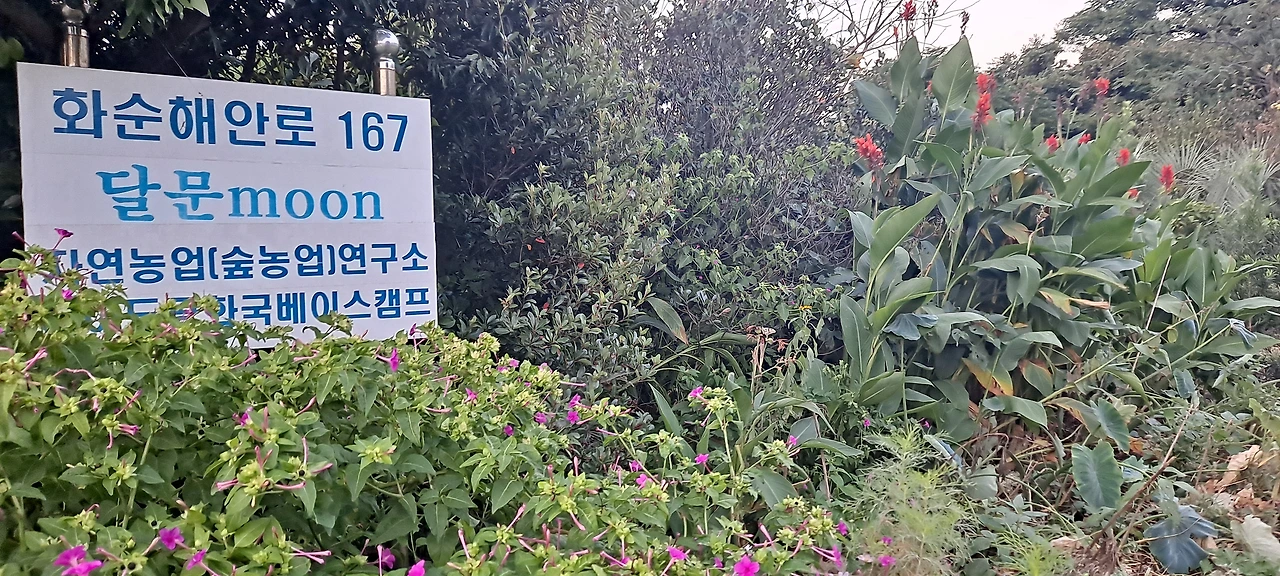 화순해안로 167
달문moon
자연농업(숲농업)연구소
한국베이스캠프